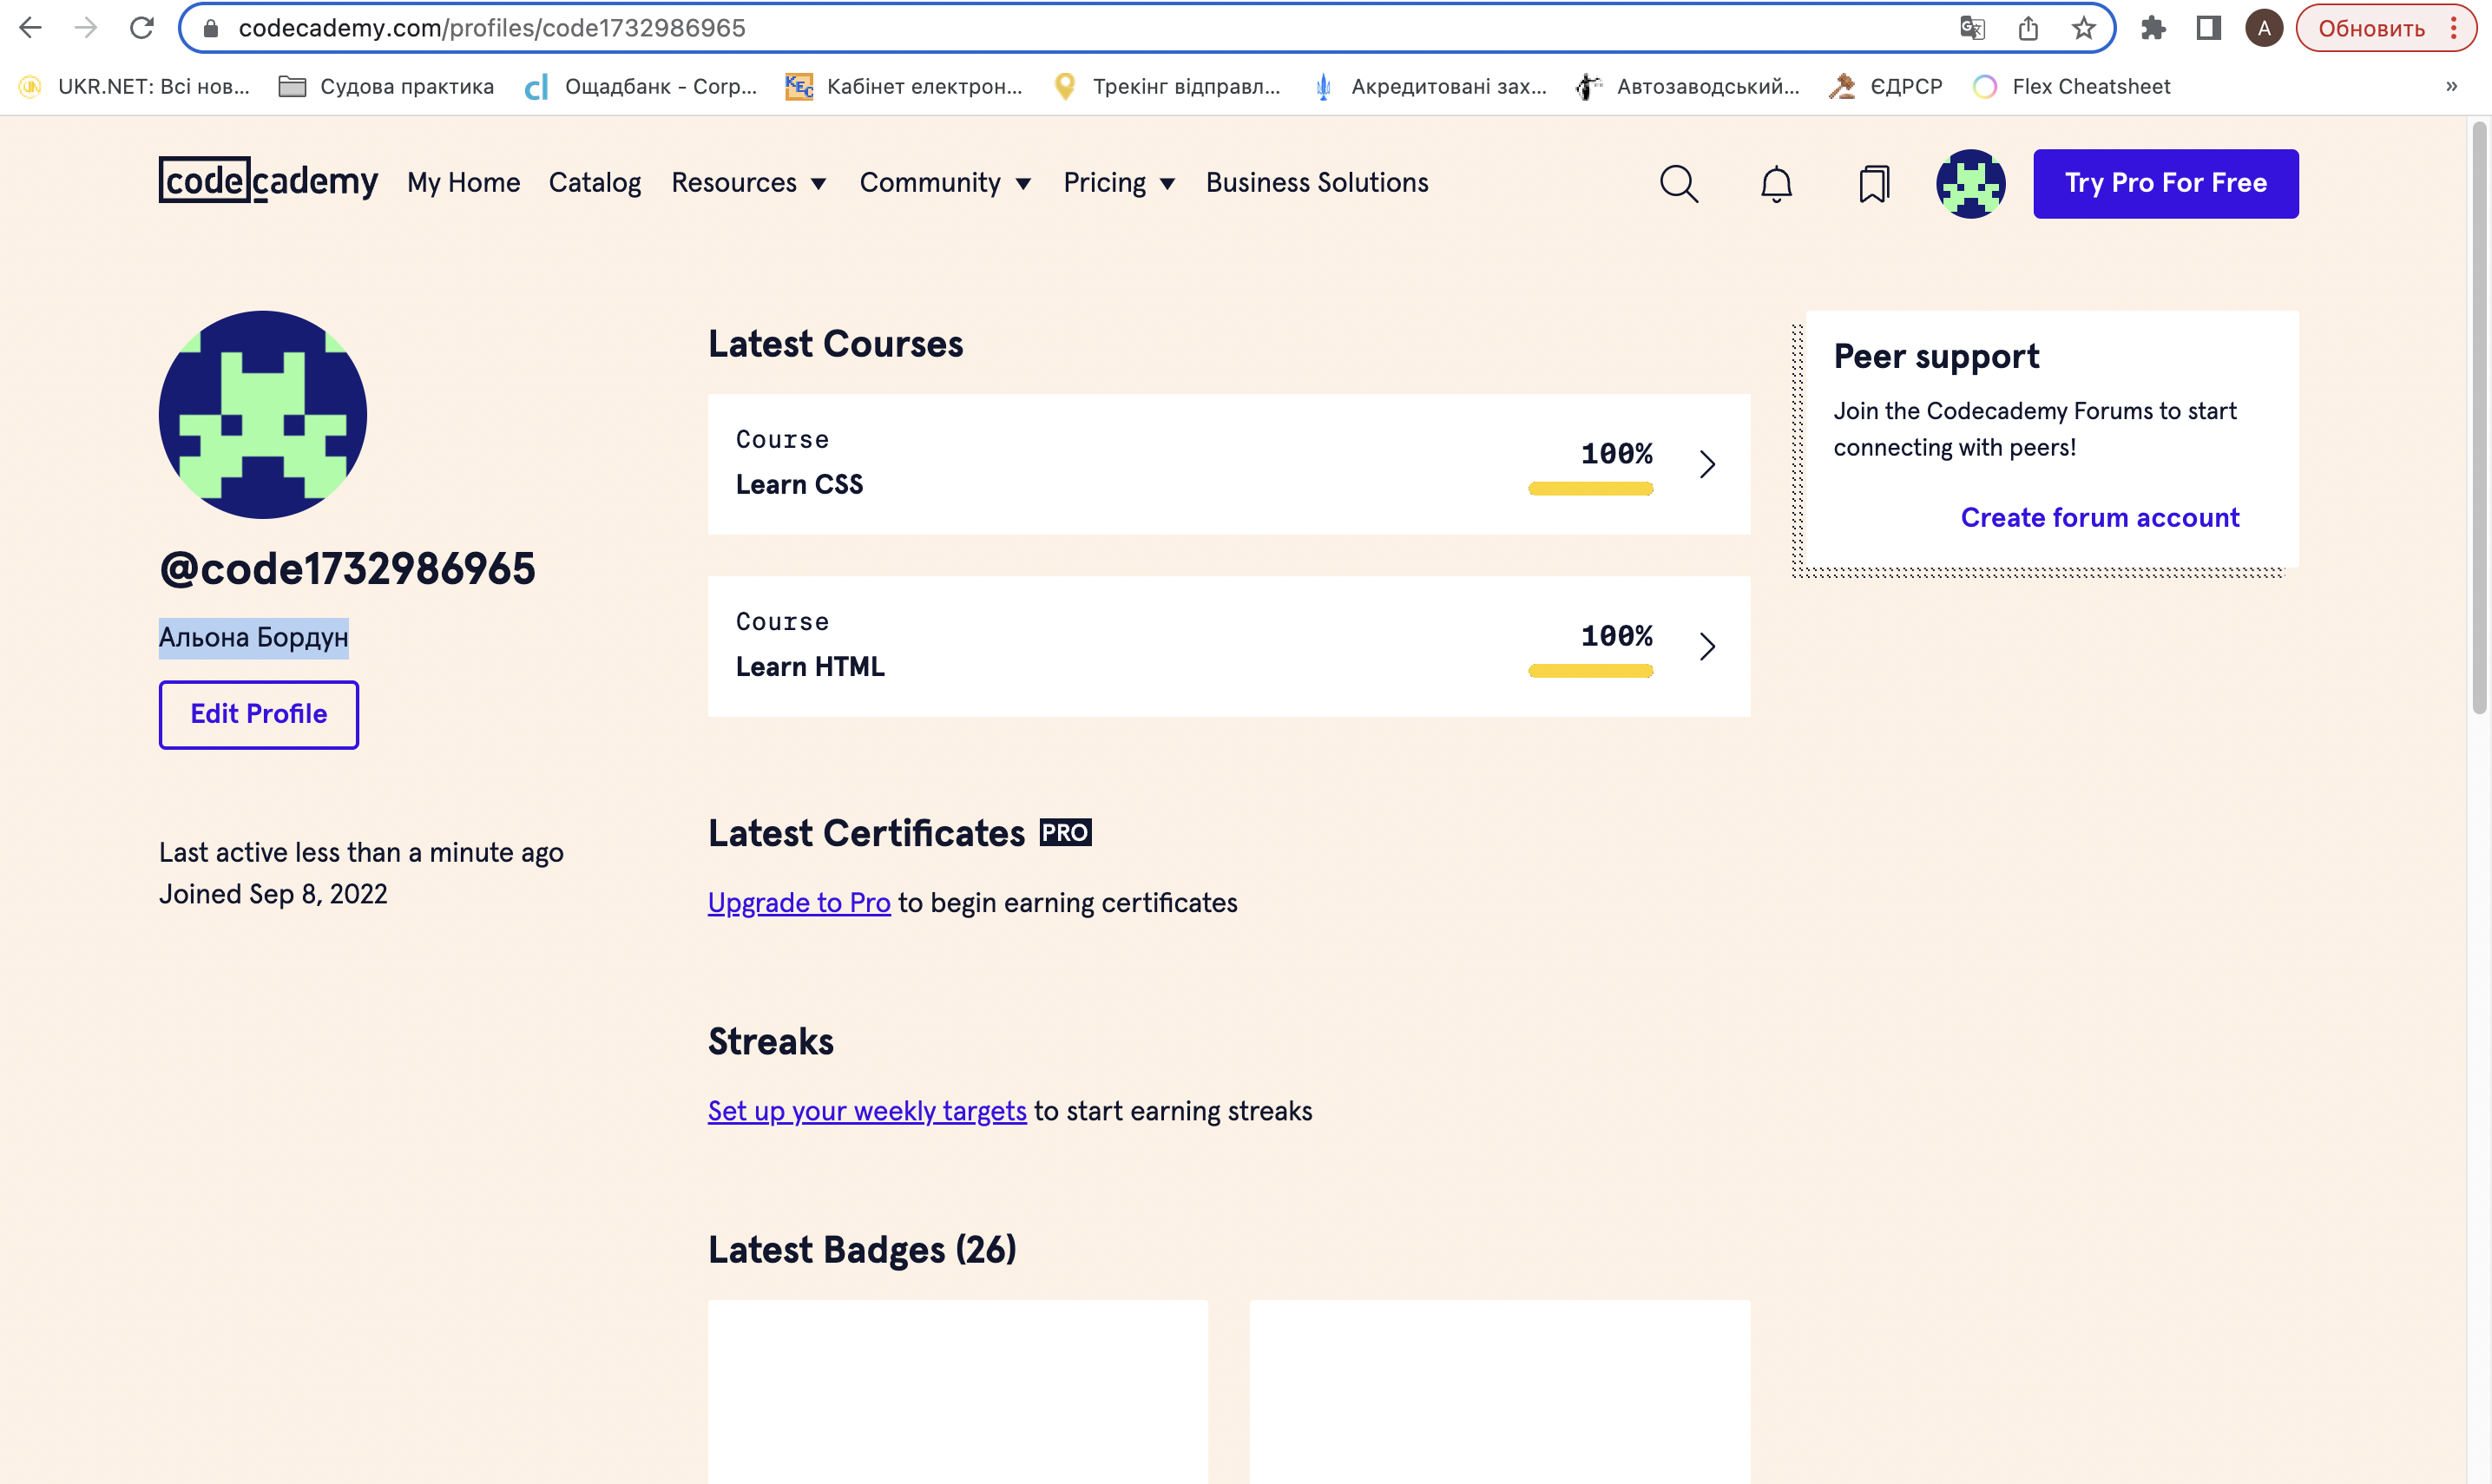 codecademy.com/profiles/code1732986965
A
Обновить
UKR.NET: Всі нов...
Судова практика
Ощадбанк - Corp...
Кабінет електрон...
Трекінг відправл...
Акредитовані зах...
Автозаводський...
ЄДРСР
Flex Cheatsheet
»
codecademy
My Home
Catalog
Resources
Community
Pricing
Business Solutions
Try Pro For Free
@code1732986965
Альона Бордун
Edit Profile
Last active less than a minute ago
Joined Sep 8, 2022
Latest Courses
Course
Learn CSS
100%
Course
Learn HTML
100%
Latest Certificates PRO
Upgrade to Pro to begin earning certificates
Streaks
Set up your weekly targets to start earning streaks
Latest Badges (26)
Peer support
Join the Codecademy Forums to start
connecting with peers!
Create forum account